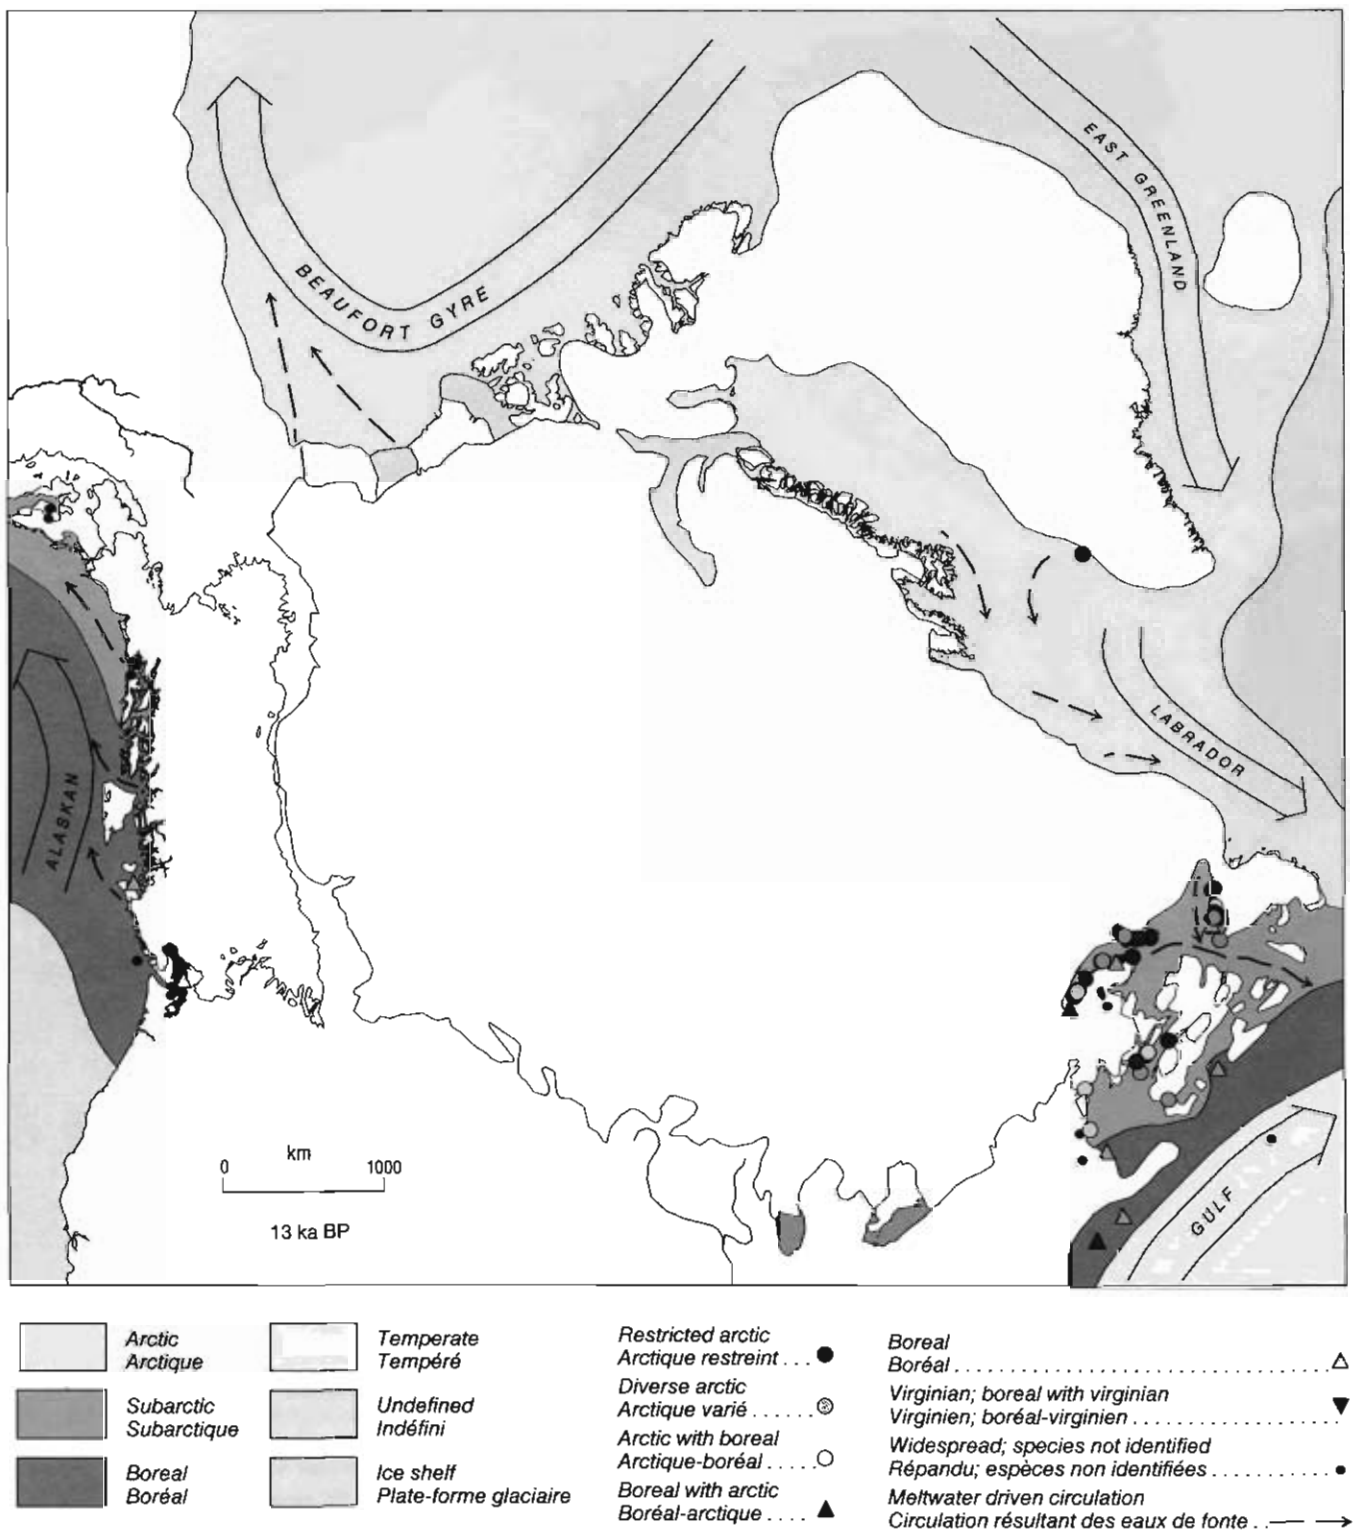 EAST GREENLAND
BEAUFORT GYRE
LABRADOR
ALASKAN
GULF
km
0 1000
13 ka BP
Arctic
Arctique
Subarctic
Subarctique
Boreal
Boréal
Temperate
Tempéré
Undefined
Indéfini
Ice shelf
Plate-forme glaciaire
Restricted arctic
Arctique restreint . . .
Diverse arctic
Arctique varié . . . . . .
Arctic with boreal
Arctique-boréal . . . . .
Boreal with arctic
Boréal-arctique . . . . .
Boreal
Boréal . . . . . . . . . . . . . . . . . . . . . . . . . . . . .
Virginian; boreal with virginian
Virginien; boréal-virginien . . . . . . . . . . . . . . . .
Widespread; species not identified
Répandu; espèces non identifiées . . . . . . . . . .
Meltwater driven circulation
Circulation résultant des eaux de fonte . .